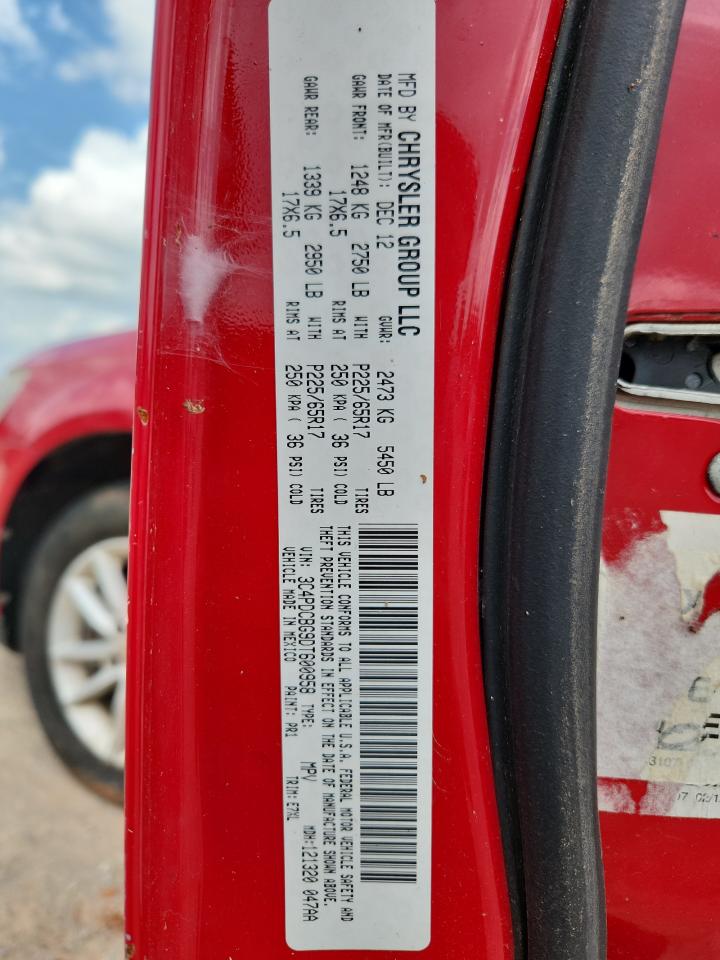 MFD BY CHRYSLER GROUP LLC
DATE OF MFR(BUILT): DEC 12 GVWR: 2473 KG 5450 LB
GAWR FRONT: 1248 KG 2750 LB WITH P225/65R17 TIRES
17X6.5 RIMS AT 250 KPA ( 36 PSI) COLD
GAWR REAR: 1339 KG 2950 LB WITH P225/65R17 TIRES
17X6.5 RIMS AT 250 KPA ( 36 PSI) COLD
THIS VEHICLE CONFORMS TO ALL APPLICABLE U.S.A. FEDERAL MOTOR VEHICLE SAFETY AND
THEFT PREVENTION STANDARDS IN EFFECT ON THE DATE OF MANUFACTURE SHOWN ABOVE.
VIN: 3C4PDCBG9DT600958 TYPE: MPV MDH:121320 047AA
VEHICLE MADE IN MEXICO PAINT: PR1 TRIM: E7XL